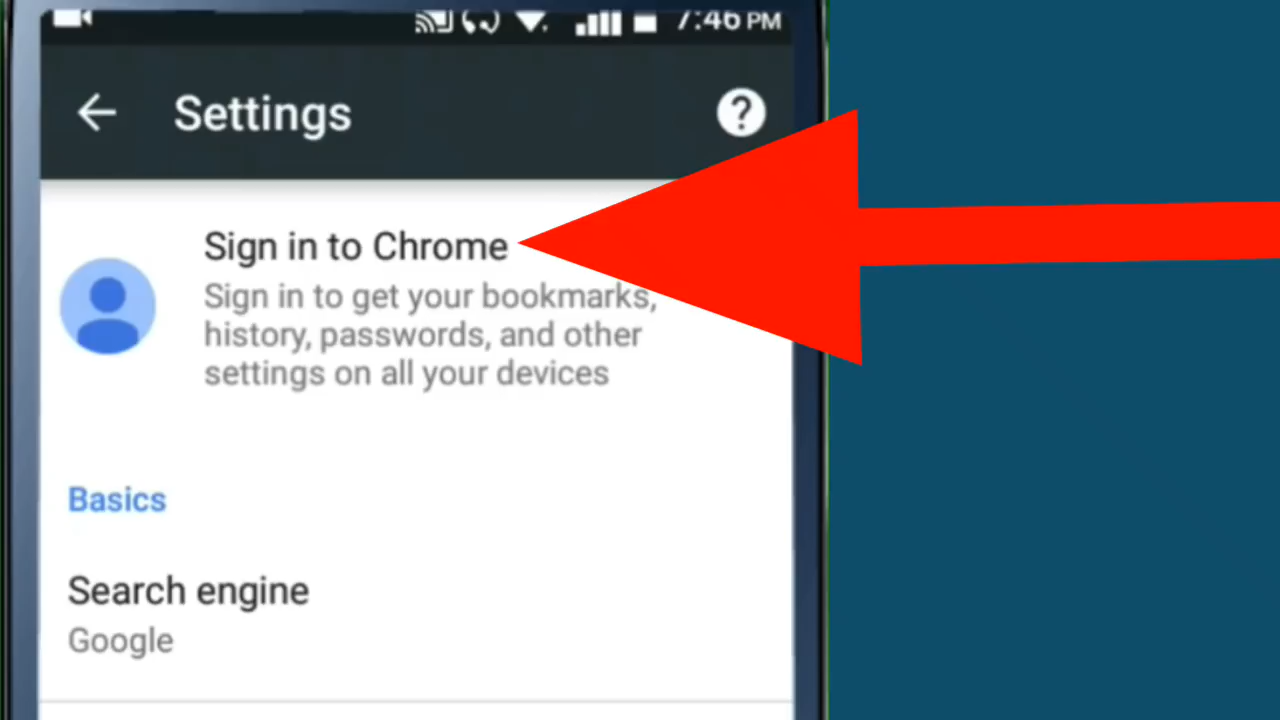 7:46 PM
Settings
Sign in to Chrome
Sign in to get your bookmarks,
history, passwords, and other
settings on all your devices
Basics
Search engine
Google